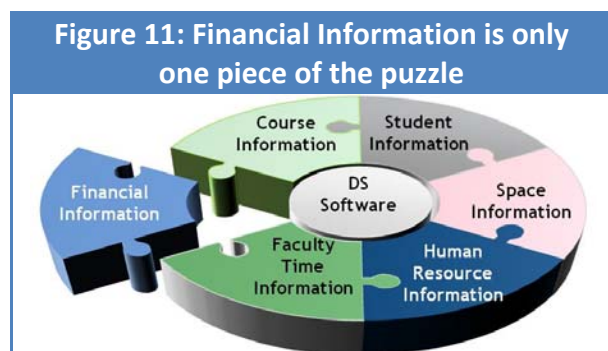 Figure 11: Financial Information is only
one piece of the puzzle
Course
Information
Student
Information
Financial
Information
DS
Software
Space
Information
Faculty
Time
Information
Human
Resource
Information